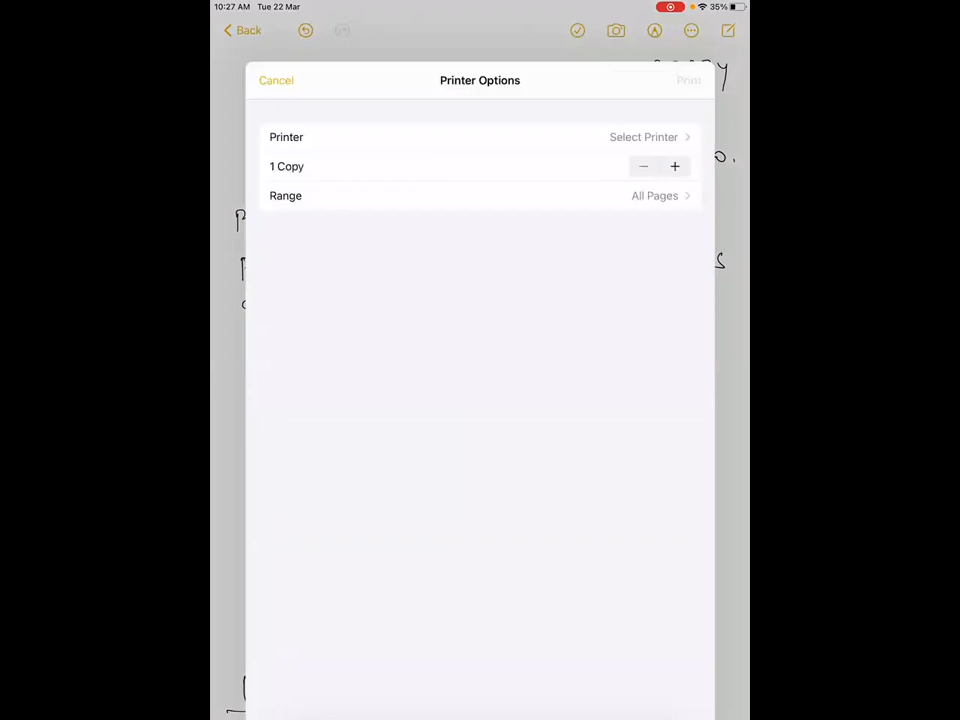 10:27 AM Tue 22 Mar 35%
Back
Cancel Printer Options Print
Printer Select Printer
1 Copy − +
Range All Pages